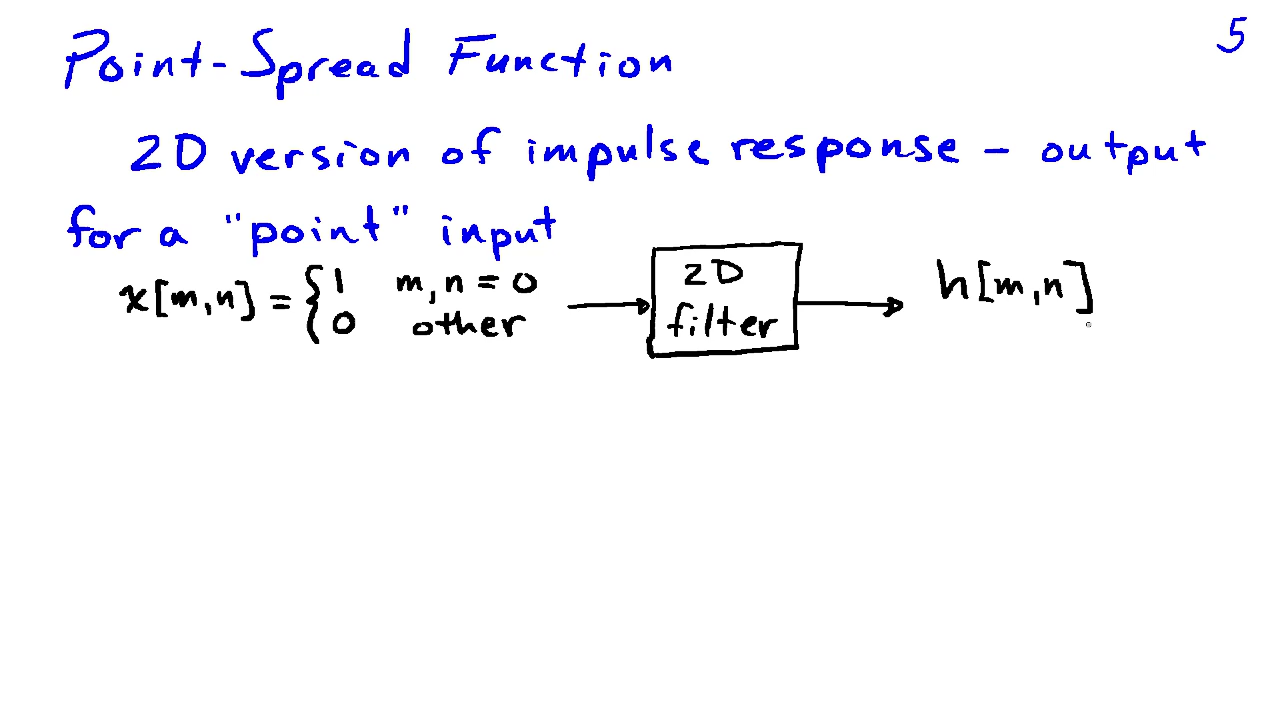 5
Point-Spread Function
2D version of impulse response – output
for a "point" input
x[m,n] = { 1 m,n = 0
0 other
2D
filter
h[m,n]